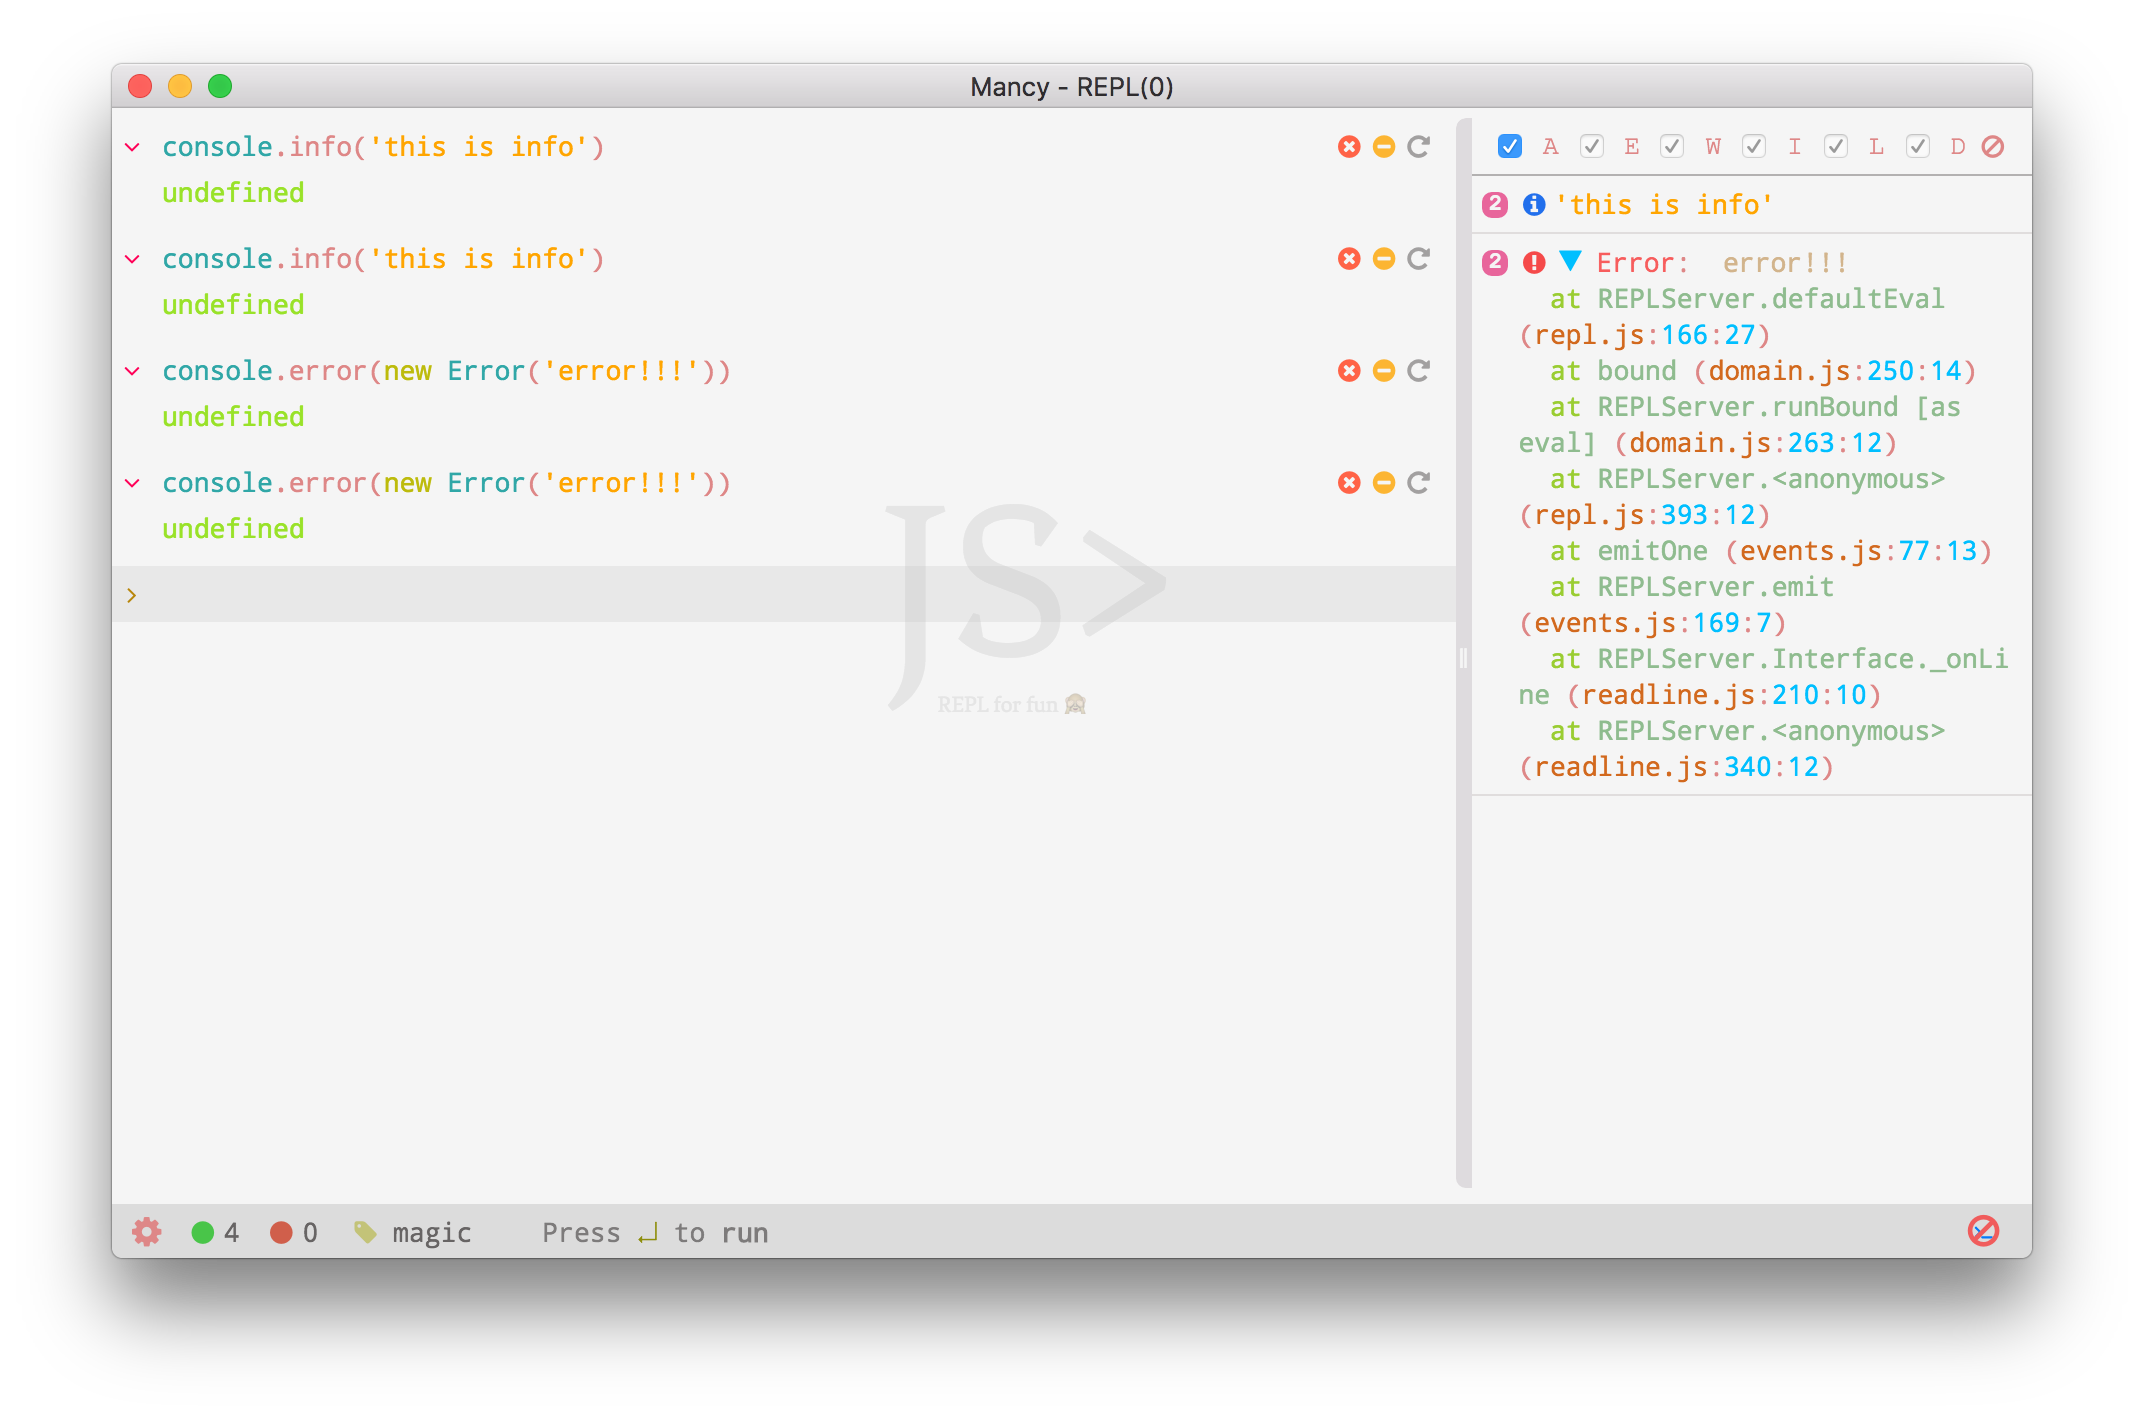 Mancy - REPL(0)
console.info('this is info')
undefined
console.info('this is info')
undefined
console.error(new Error('error!!!'))
undefined
console.error(new Error('error!!!'))
undefined
>
JS>
REPL for fun 🙈
A E W I L D
2 'this is info'
2 Error: error!!!
at REPLServer.defaultEval
(repl.js:166:27)
at bound (domain.js:250:14)
at REPLServer.runBound [as
eval] (domain.js:263:12)
at REPLServer.<anonymous>
(repl.js:393:12)
at emitOne (events.js:77:13)
at REPLServer.emit
(events.js:169:7)
at REPLServer.Interface._onLi
ne (readline.js:210:10)
at REPLServer.<anonymous>
(readline.js:340:12)
4 0 magic Press ↵ to run